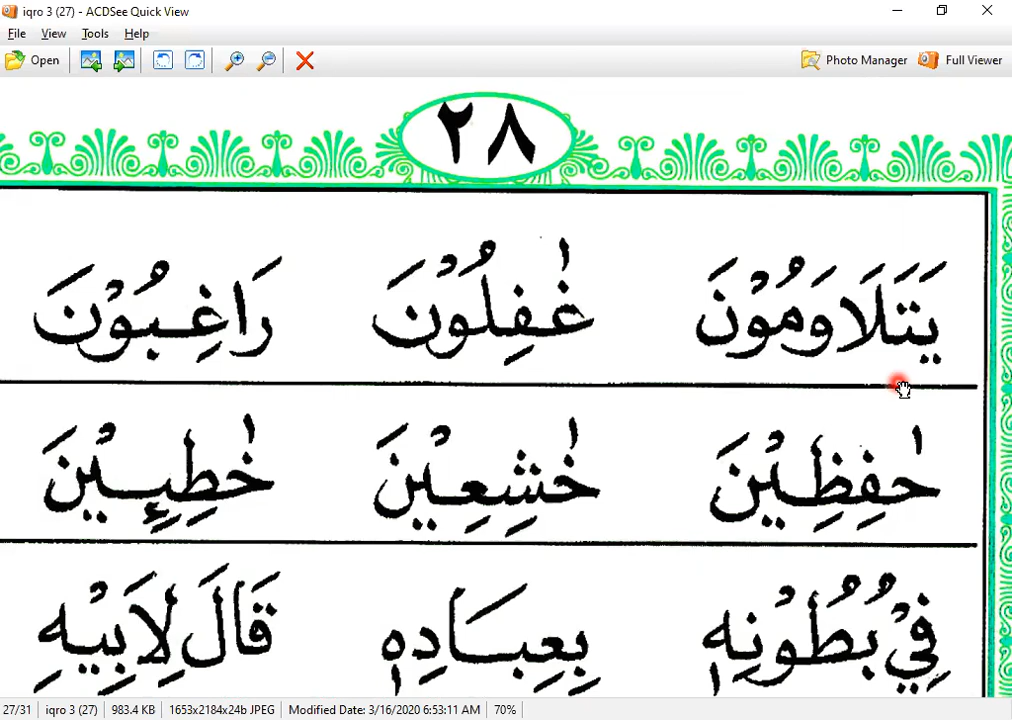 iqro 3 (27) - ACDSee Quick View
File View Tools Help
Open Photo Manager Full Viewer
٢٨
يَتَلَاوَمُوْنَ غٰفِلُوْنَ رَاغِبُوْنَ
حٰفِظِيْنَ خٰشِعِيْنَ خٰطِـِٕيْنَ
فِيْ بُطُوْنِهٖ بِعِبَادِهٖ قَالَ لِاَبِيْهِ
27/31 iqro 3 (27) 983.4 KB 1653x2184x24b JPEG Modified Date: 3/16/2020 6:53:11 AM 70%